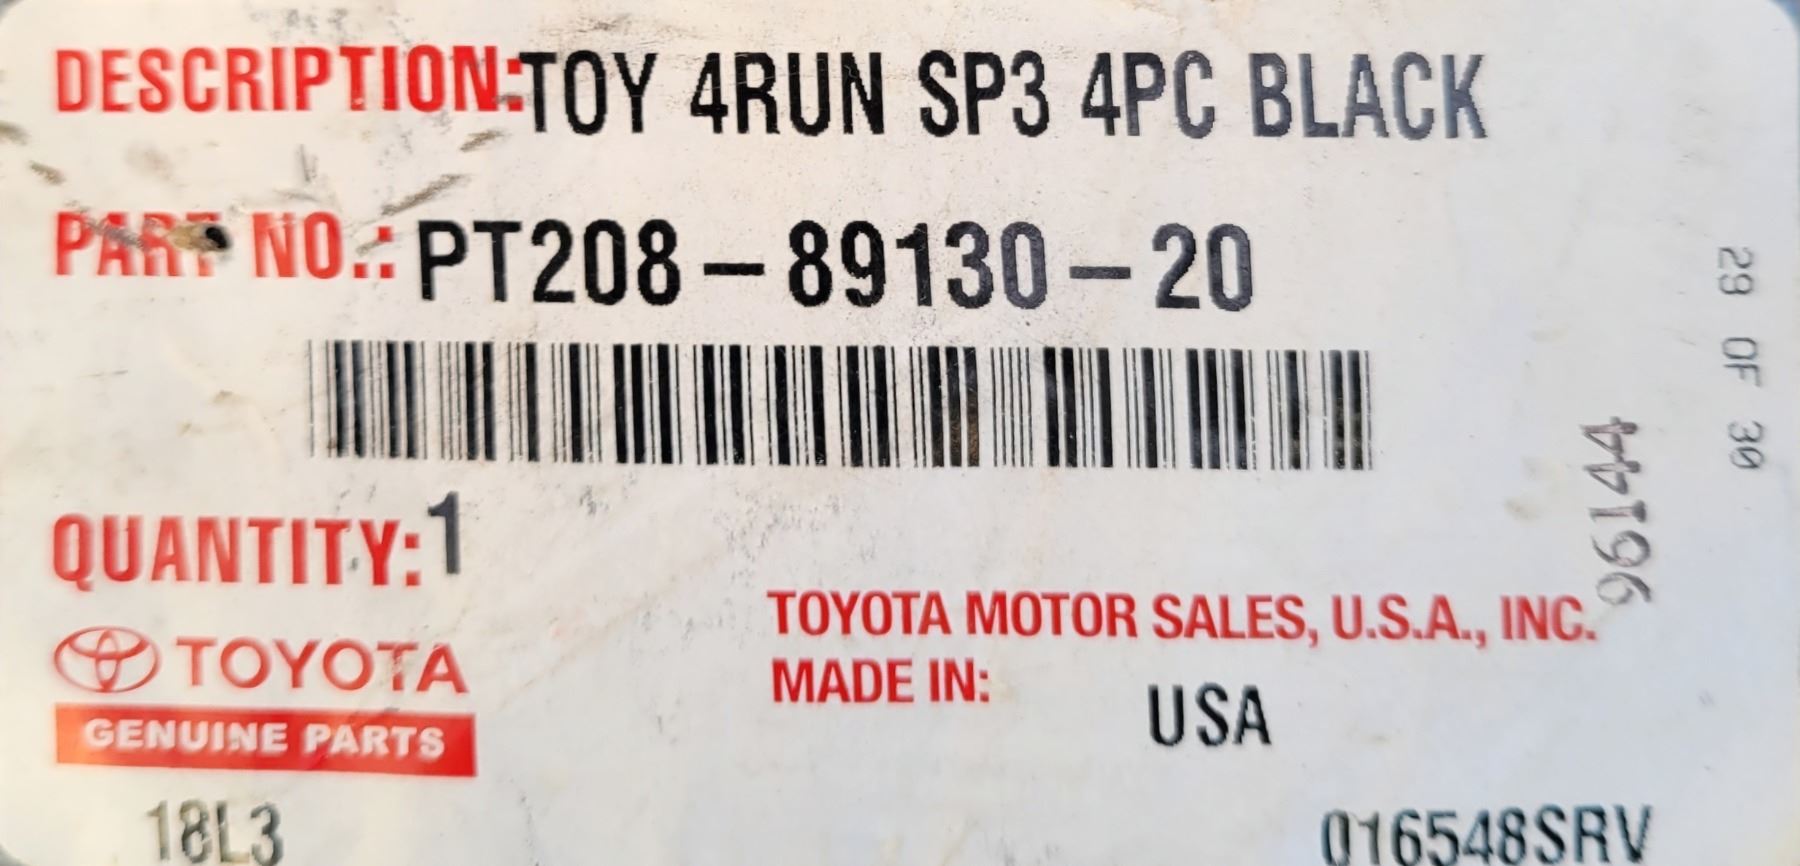 DESCRIPTION:TOY 4RUN SP3 4PC BLACK
PART NO.: PT208-89130-20
QUANTITY:1
TOYOTA
GENUINE PARTS
18L3
TOYOTA MOTOR SALES, U.S.A., INC.
MADE IN: USA
016548SRV
96144
29 OF 30